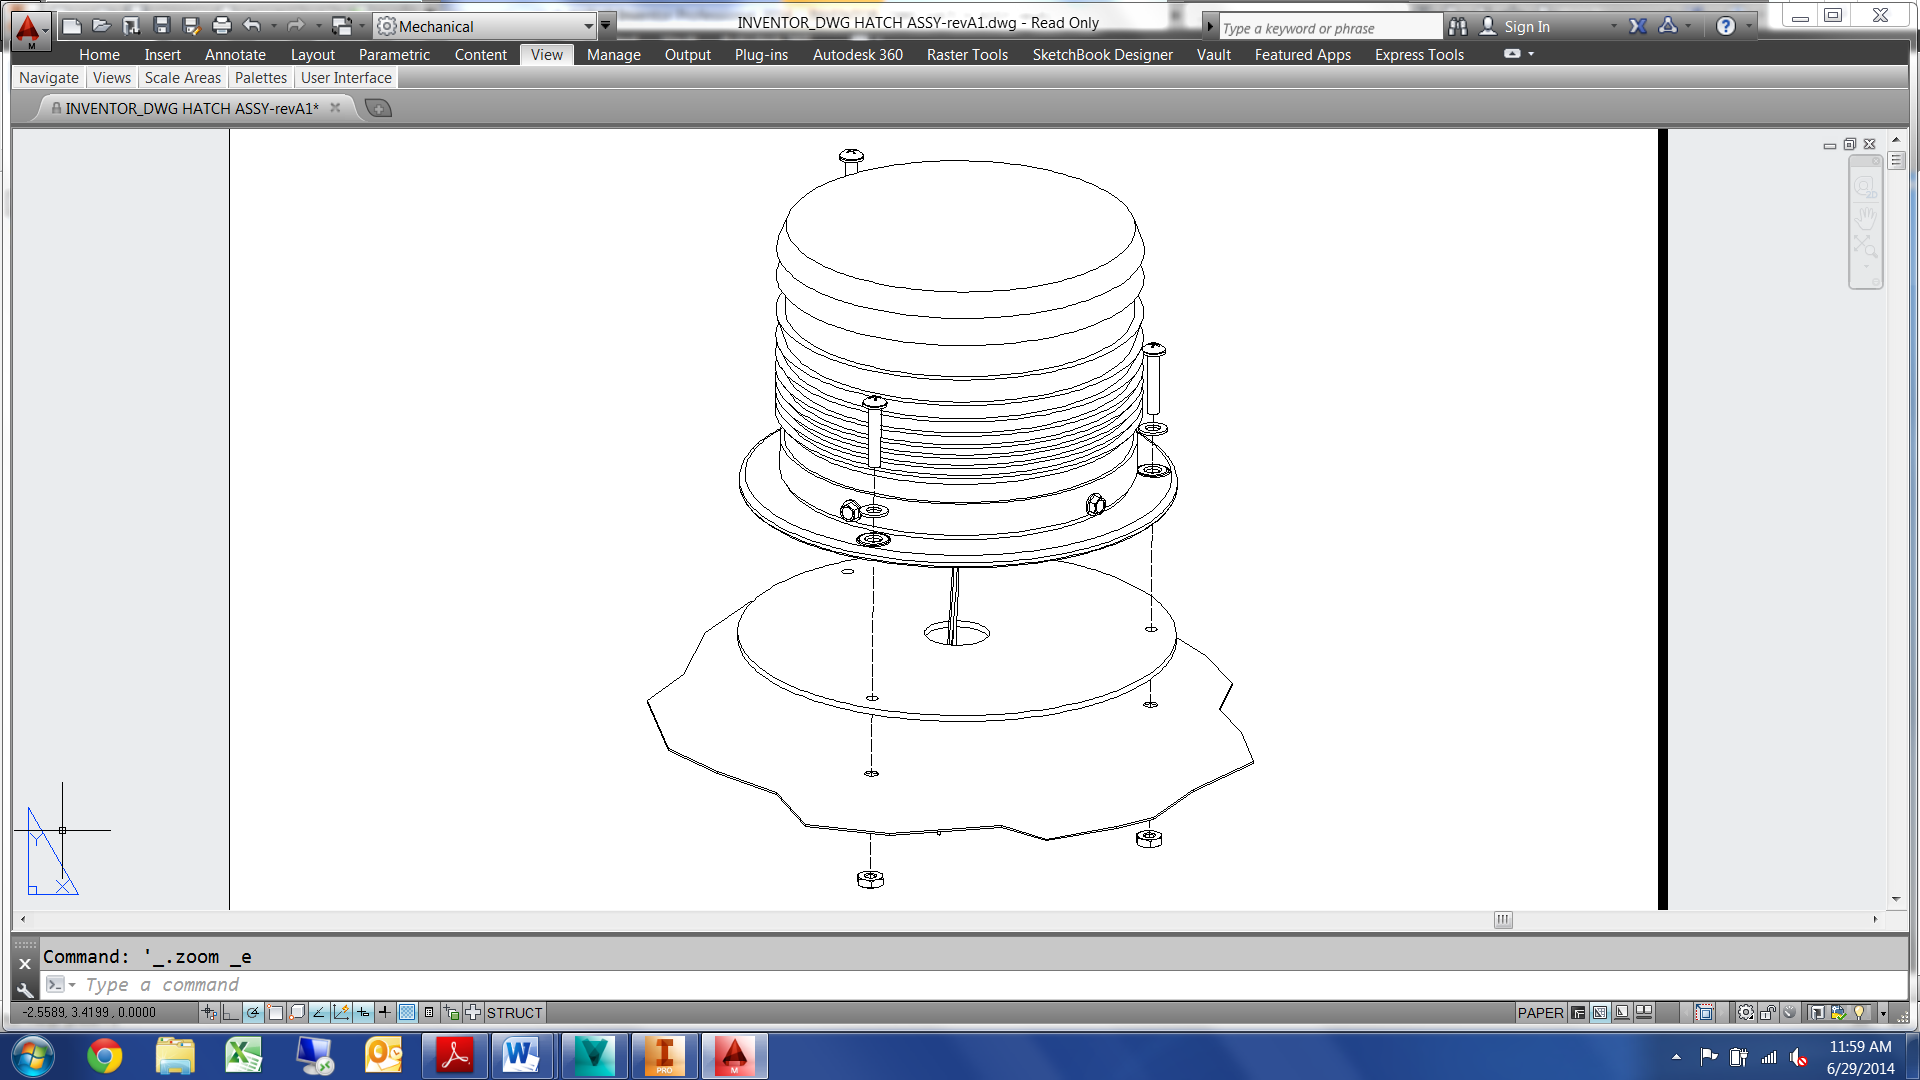 INVENTOR_DWG HATCH ASSY-revA1.dwg - Read Only
Mechanical
Type a keyword or phrase
Sign In
M
Home Insert Annotate Layout Parametric Content View Manage Output Plug-ins Autodesk 360 Raster Tools SketchBook Designer Vault Featured Apps Express Tools
Navigate Views Scale Areas Palettes User Interface
INVENTOR_DWG HATCH ASSY-revA1*
2D
Y
X
Command: '_.zoom _e
Type a command
-2.5589, 3.4199 , 0.0000
STRUCT
PAPER
PRO
M
11:59 AM
6/29/2014